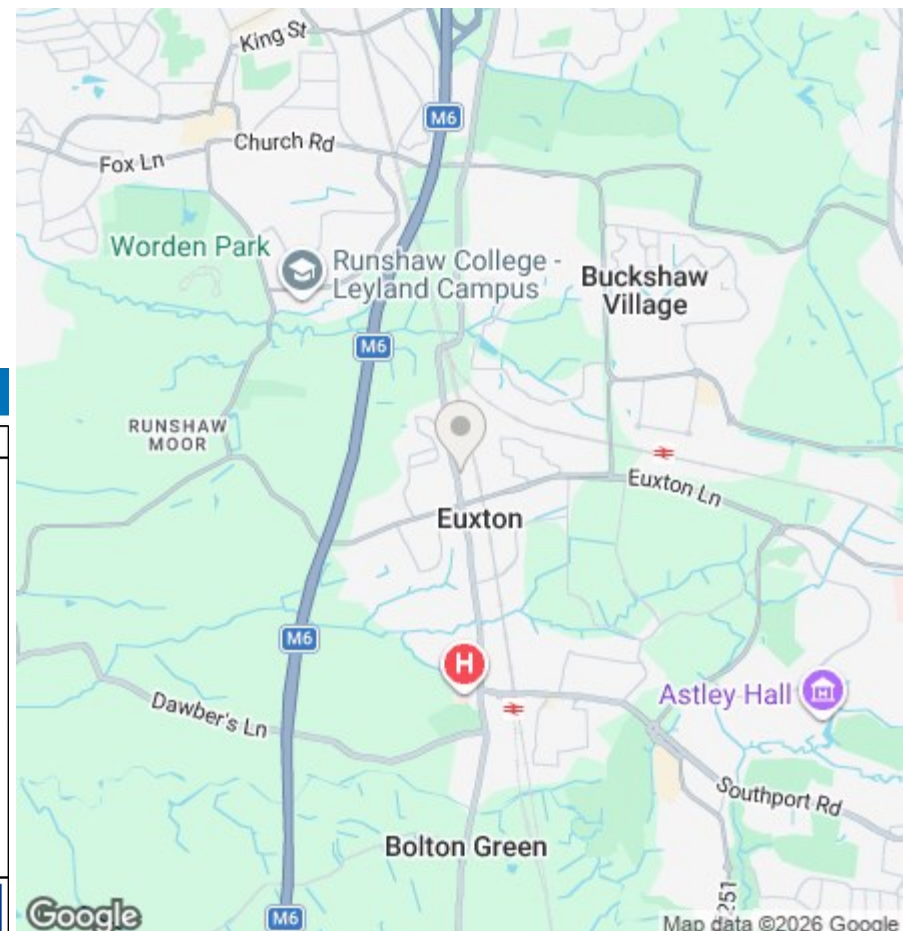 King St
M6
Church Rd
Fox Ln
Worden Park
Runshaw College -
Leyland Campus
Buckshaw
Village
M6
RUNSHAW
MOOR
Euxton Ln
Euxton
M6
H
Astley Hall
Dawber's Ln
Southport Rd
Bolton Green
251
M6
Google
Map data ©2026 Google